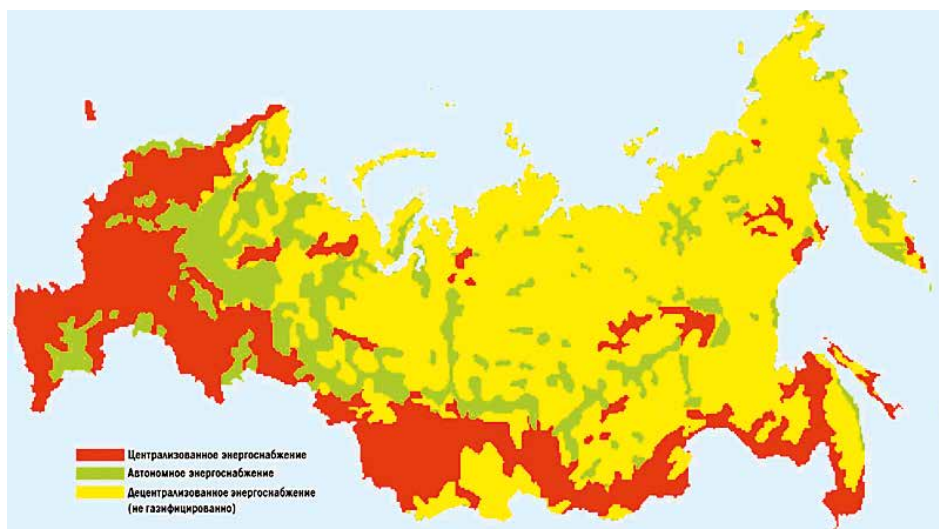 Централизованное энергоснабжение
Автономное энергоснабжение
Децентрализованное энергоснабжение
(не газифицированно)